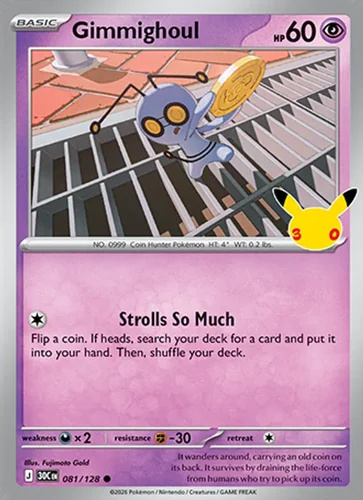 BASIC
Gimmighoul
HP60
NO. 0999 Coin Hunter Pokémon HT: 4" WT: 0.2 lbs.
30
Strolls So Much
Flip a coin. If heads, search your deck for a card and put it
into your hand. Then, shuffle your deck.
weakness ×2 resistance -30 retreat
Illus. Fujimoto Gold
J 30C EN 081/128
It wanders around, carrying an old coin on
its back. It survives by draining the life-force
from humans who try to pick up its coin.
©2026 Pokémon / Nintendo / Creatures / GAME FREAK